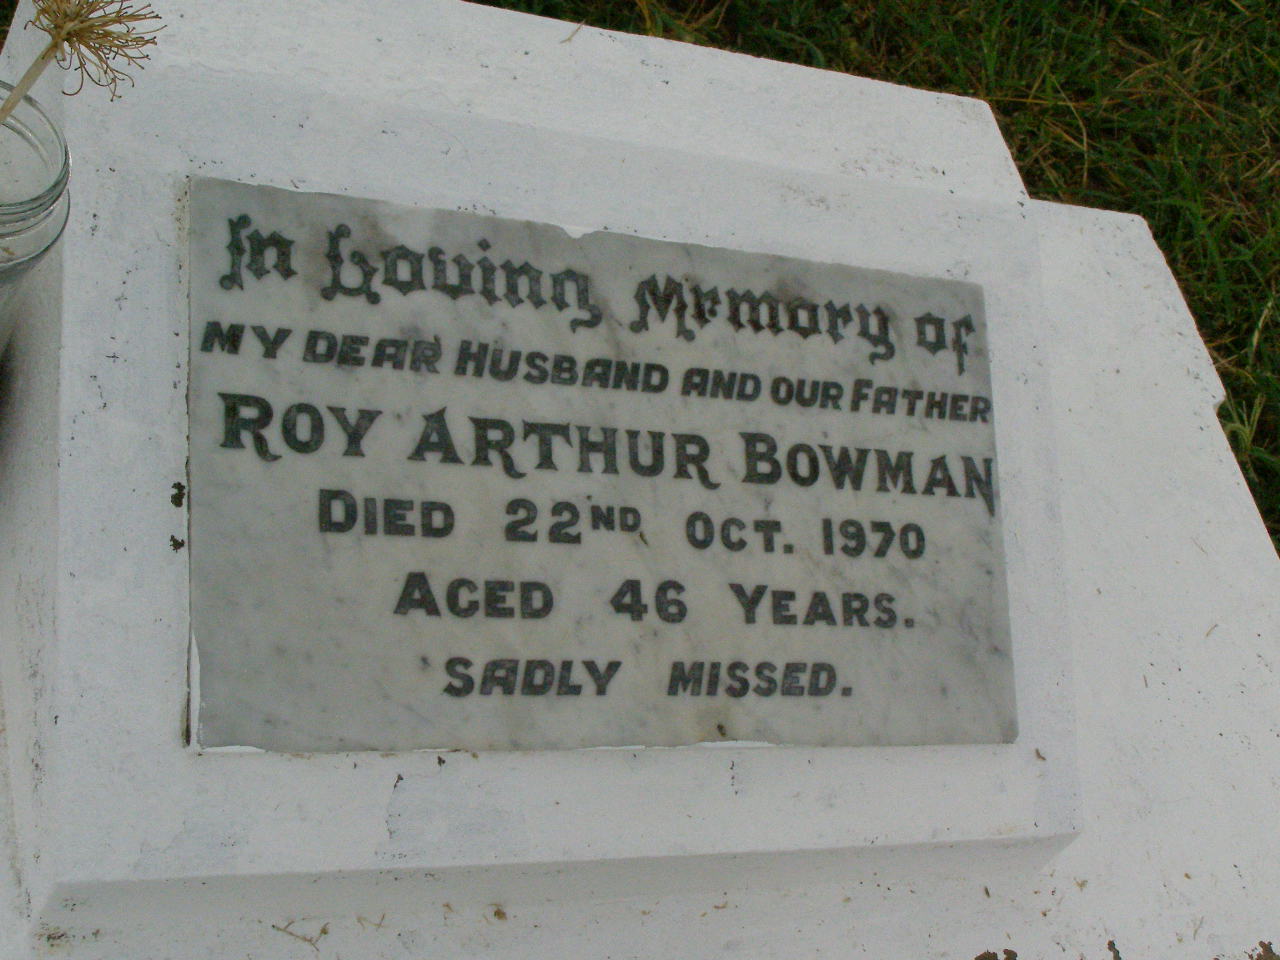 In Loving Memory of
MY DEAR HUSBAND AND OUR FATHER
ROY ARTHUR BOWMAN
DIED 22ND OCT. 1970
AGED 46 YEARS.
SADLY MISSED.